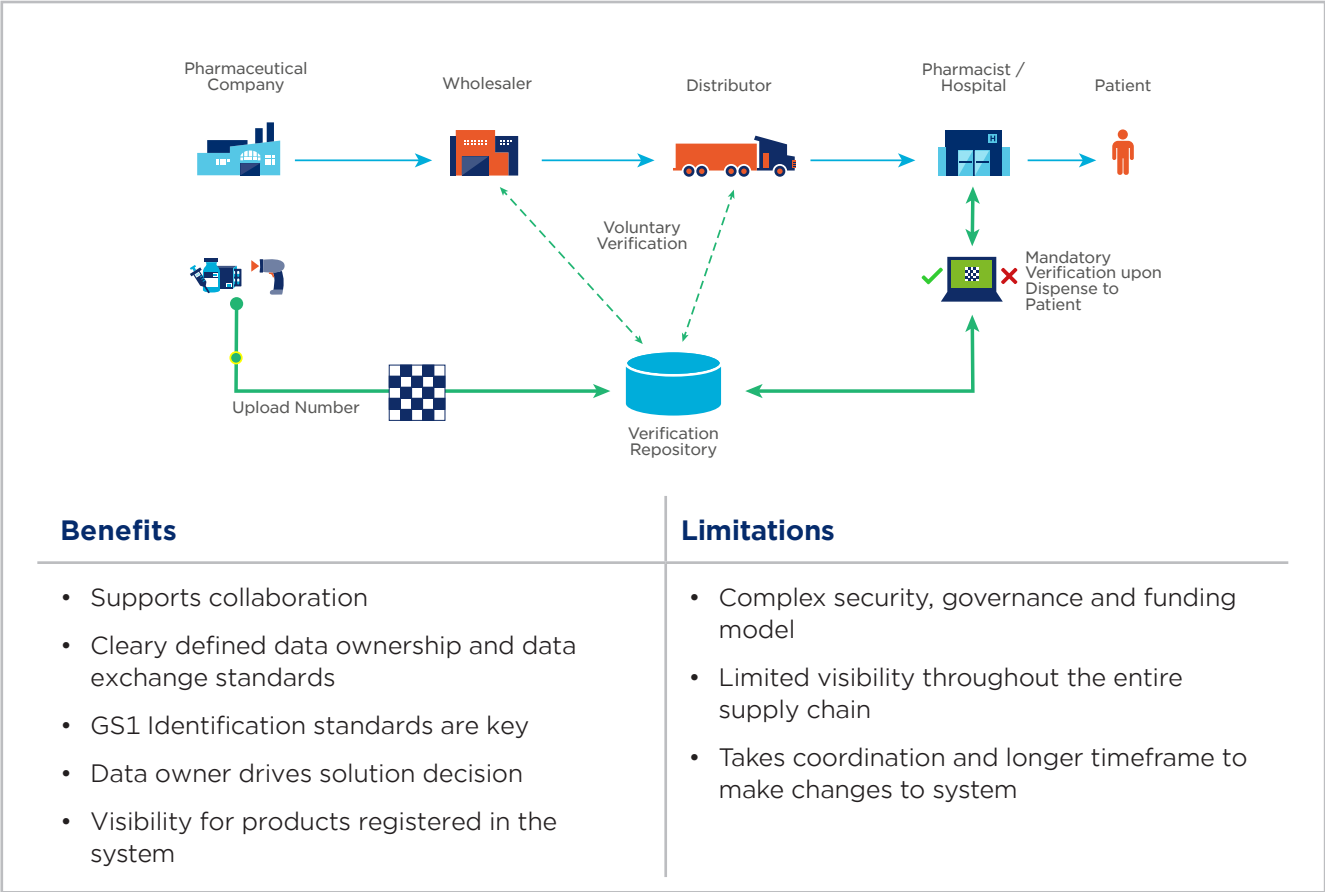 Pharmaceutical
Company
Wholesaler
Distributor
Pharmacist /
Hospital
Patient
H
Voluntary
Verification
Mandatory
Verification upon
Dispense to
Patient
Upload Number
Verification
Repository
Benefits
• Supports collaboration
• Cleary defined data ownership and data
exchange standards
• GS1 Identification standards are key
• Data owner drives solution decision
• Visibility for products registered in the
system
Limitations
• Complex security, governance and funding
model
• Limited visibility throughout the entire
supply chain
• Takes coordination and longer timeframe to
make changes to system